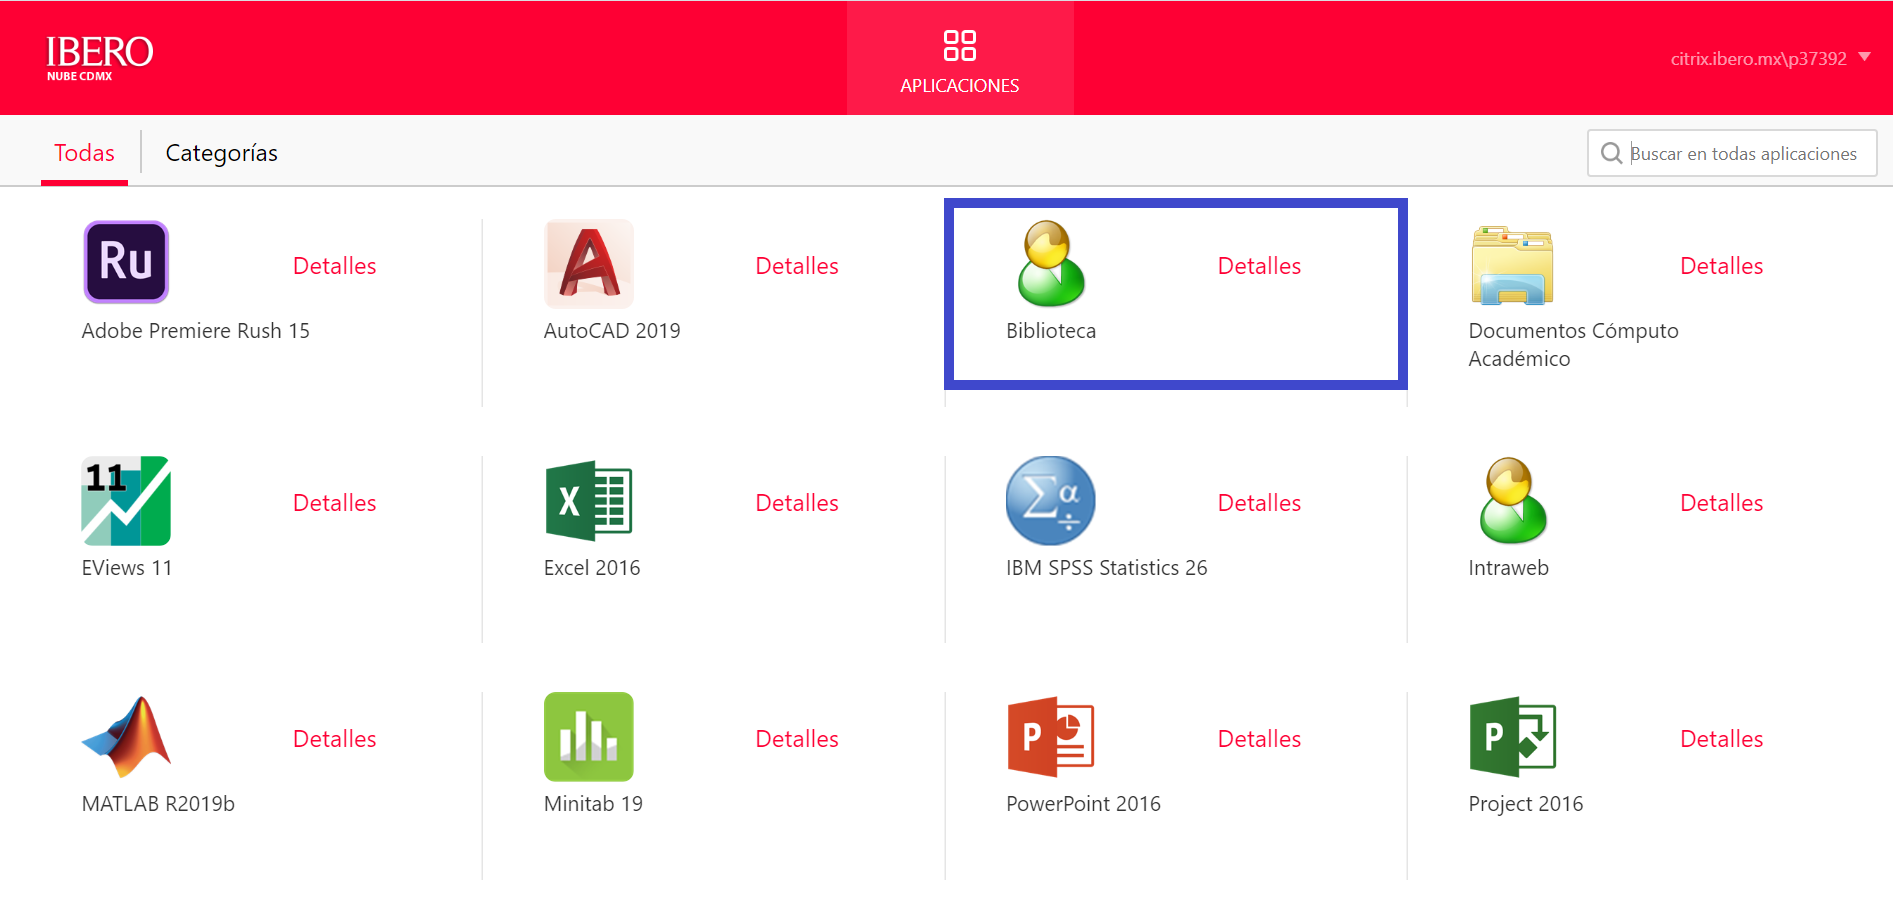 IBERO
NUBE CDMX
APLICACIONES
citrix.ibero.mx\p37392
Todas
Categorías
Buscar en todas aplicaciones
Ru
Detalles
Adobe Premiere Rush 15
Detalles
AutoCAD 2019
Detalles
Biblioteca
Detalles
Documentos Cómputo
Académico
11
Detalles
EViews 11
X
Detalles
Excel 2016
Σ α ÷
Detalles
IBM SPSS Statistics 26
Detalles
Intraweb
Detalles
MATLAB R2019b
Detalles
Minitab 19
P
Detalles
PowerPoint 2016
P
Detalles
Project 2016